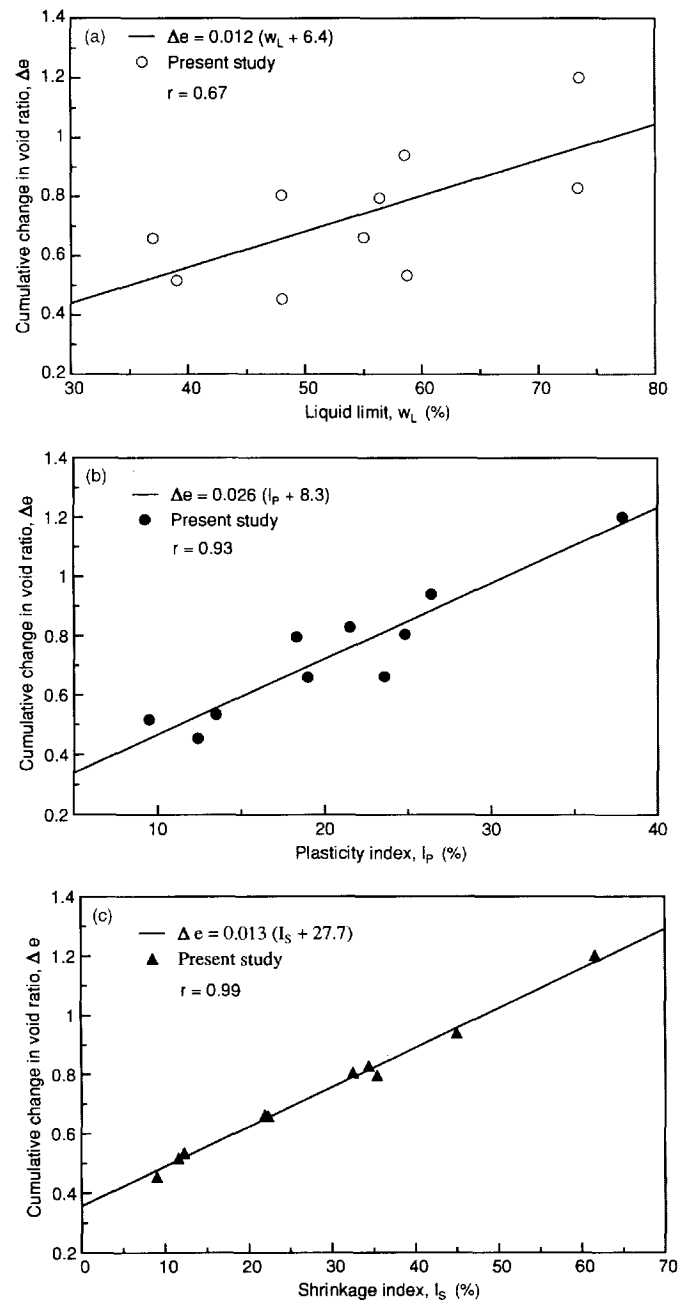 (a)
Δe = 0.012 (wL + 6.4)
Present study
r = 0.67
Cumulative change in void ratio, Δe
1.4
1.2
1
0.8
0.6
0.4
0.2
30 40 50 60 70 80
Liquid limit, wL (%)
(b)
Δe = 0.026 (IP + 8.3)
Present study
r = 0.93
Cumulative change in void ratio, Δe
1.4
1.2
1
0.8
0.6
0.4
0.2
10 20 30 40
Plasticity index, IP (%)
(c)
Δ e = 0.013 (IS + 27.7)
Present study
r = 0.99
Cumulative change in void ratio, Δ e
1.4
1.2
1
0.8
0.6
0.4
0.2
0 10 20 30 40 50 60 70
Shrinkage index, IS (%)